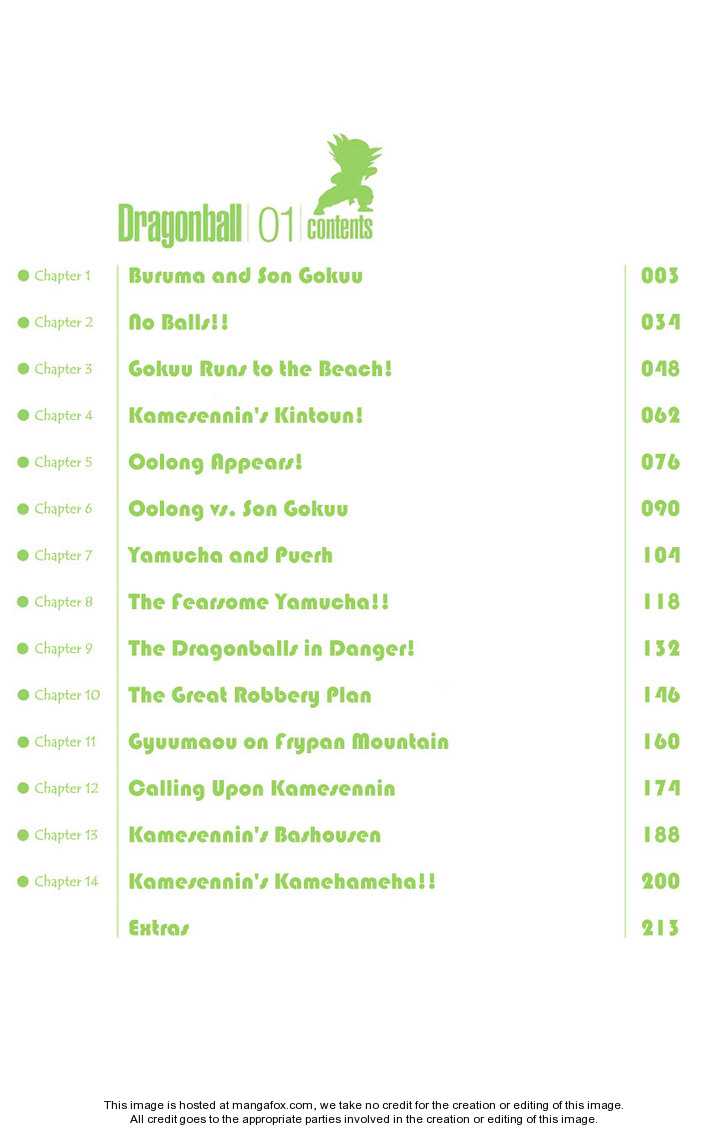 Dragonball 01 contents
Chapter 1 Buruma and Son Gokuu 003
Chapter 2 No Balls!! 034
Chapter 3 Gokuu Runs to the Beach! 048
Chapter 4 Kamesennin's Kintoun! 062
Chapter 5 Oolong Appears! 076
Chapter 6 Oolong vs. Son Gokuu 090
Chapter 7 Yamucha and Puerh 104
Chapter 8 The Fearsome Yamucha!! 118
Chapter 9 The Dragonballs in Danger! 132
Chapter 10 The Great Robbery Plan 146
Chapter 11 Gyuumaou on Frypan Mountain 160
Chapter 12 Calling Upon Kamesennin 174
Chapter 13 Kamesennin's Bashousen 188
Chapter 14 Kamesennin's Kamehameha!! 200
Extras 213
This image is hosted at mangafox.com, we take no credit for the creation or editing of this image.
All credit goes to the appropriate parties involved in the creation or editing of this image.